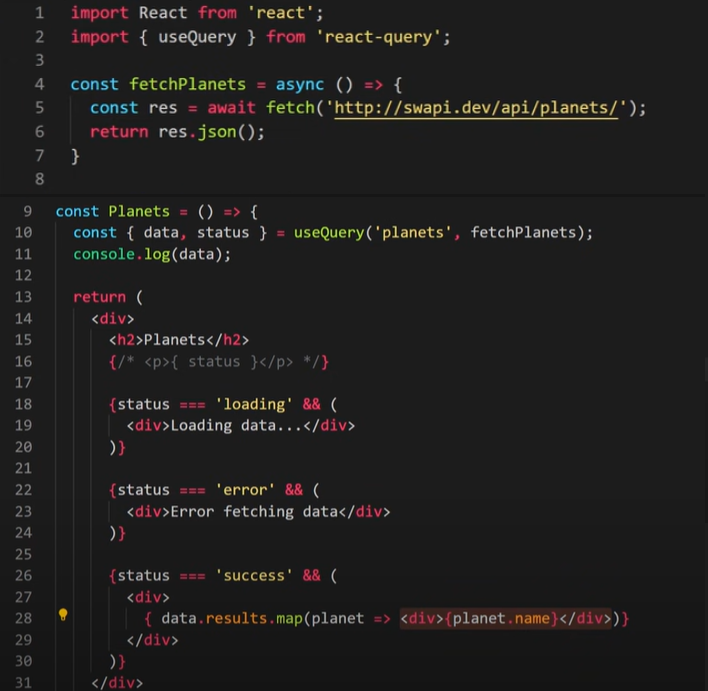 1 import React from 'react';
2 import { useQuery } from 'react-query';
3
4 const fetchPlanets = async () => {
5 const res = await fetch('http://swapi.dev/api/planets/');
6 return res.json();
7 }
8
9 const Planets = () => {
10 const { data, status } = useQuery('planets', fetchPlanets);
11 console.log(data);
12
13 return (
14 <div>
15 <h2>Planets</h2>
16 {/* <p>{ status }</p> */}
17
18 {status === 'loading' && (
19 <div>Loading data...</div>
20 )}
21
22 {status === 'error' && (
23 <div>Error fetching data</div>
24 )}
25
26 {status === 'success' && (
27 <div>
28 { data.results.map(planet => <div>{planet.name}</div>)}
29 </div>
30 )}
31 </div>